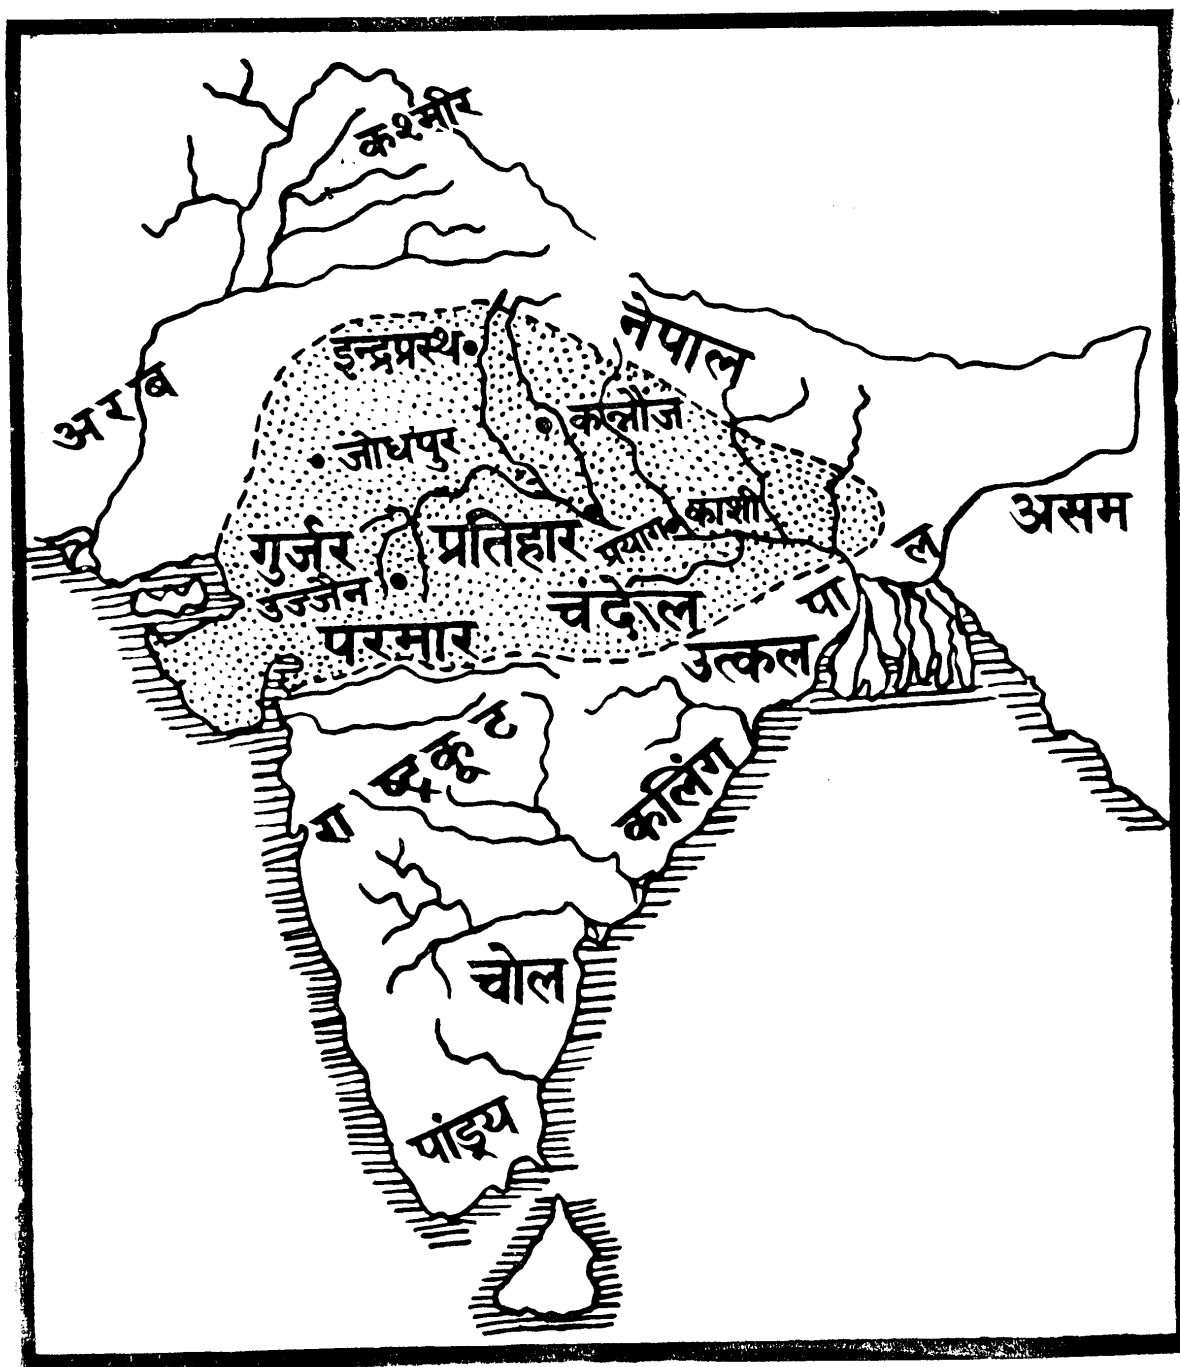 कश्मीर
नेपाल
इन्द्रप्रस्थ
अरब
कन्नौज
जोधपुर
काशी
असम
गुर्जर प्रतिहार
प्रयाग
पाल
उज्जैन
चंदेल
परमार
उत्कल
राष्ट्रकूट
कलिंग
चोल
पांड्य